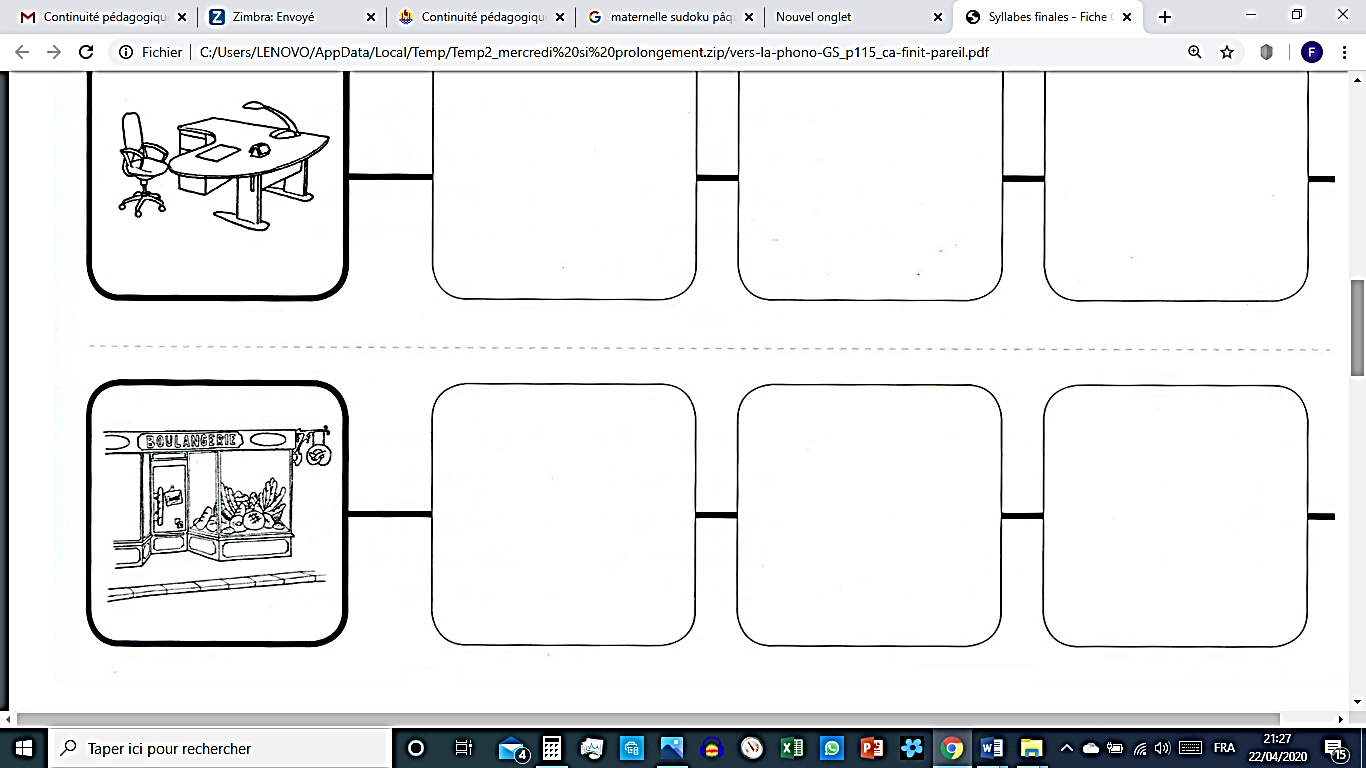 Continuité pédagogiqu
Zimbra: Envoyé
Continuité pédagogiqu
maternelle sudoku pâq
Nouvel onglet
Syllabes finales - Fiche
Fichier
C:/Users/LENOVO/AppData/Local/Temp/Temp2_mercredi%20si%20prolongement.zip/vers-la-phono-GS_p115_ca-finit-pareil.pdf
F
BOULANGERIE
Taper ici pour rechercher
4
FRA
21:27
22/04/2020
15